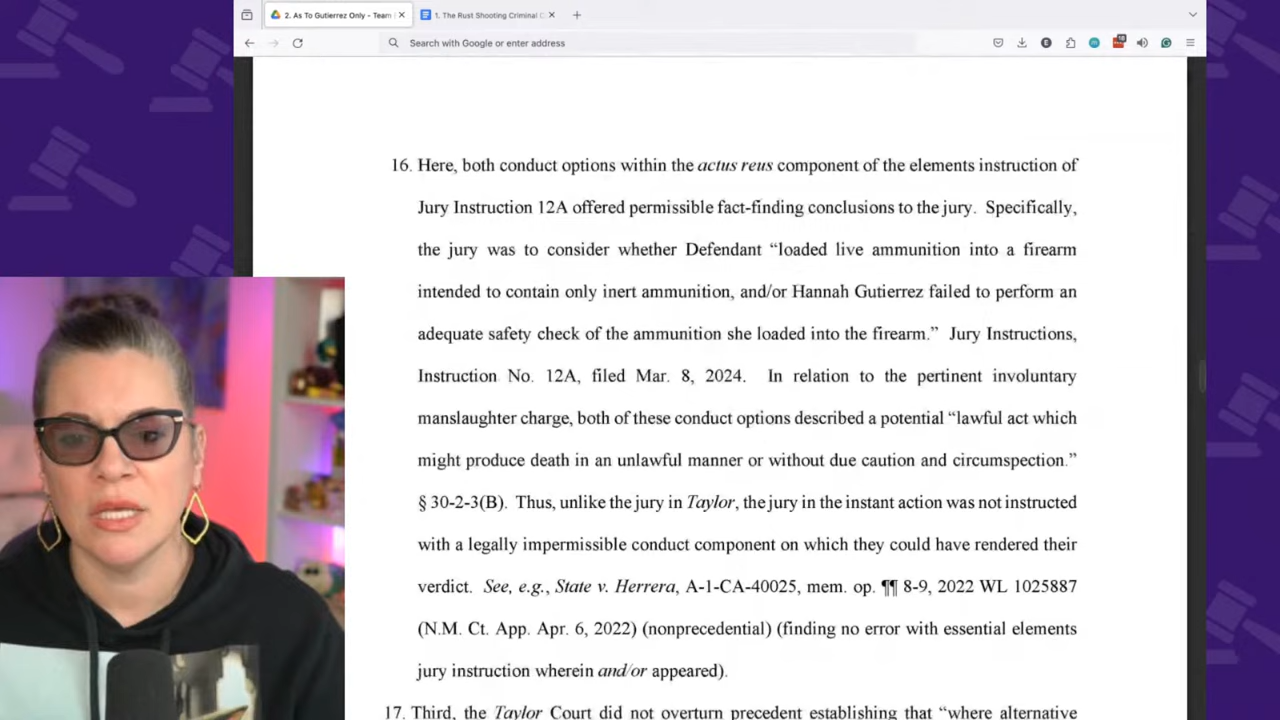 2. As To Gutierrez Only - Team
1. The Rust Shooting Criminal C
Search with Google or enter address
16. Here, both conduct options within the actus reus component of the elements instruction of
Jury Instruction 12A offered permissible fact-finding conclusions to the jury. Specifically,
the jury was to consider whether Defendant “loaded live ammunition into a firearm
intended to contain only inert ammunition, and/or Hannah Gutierrez failed to perform an
adequate safety check of the ammunition she loaded into the firearm.” Jury Instructions,
Instruction No. 12A, filed Mar. 8, 2024. In relation to the pertinent involuntary
manslaughter charge, both of these conduct options described a potential “lawful act which
might produce death in an unlawful manner or without due caution and circumspection.”
§ 30-2-3(B). Thus, unlike the jury in Taylor, the jury in the instant action was not instructed
with a legally impermissible conduct component on which they could have rendered their
verdict. See, e.g., State v. Herrera, A-1-CA-40025, mem. op. ¶¶ 8-9, 2022 WL 1025887
(N.M. Ct. App. Apr. 6, 2022) (nonprecedential) (finding no error with essential elements
jury instruction wherein and/or appeared).
17. Third, the Taylor Court did not overturn precedent establishing that “where alternative